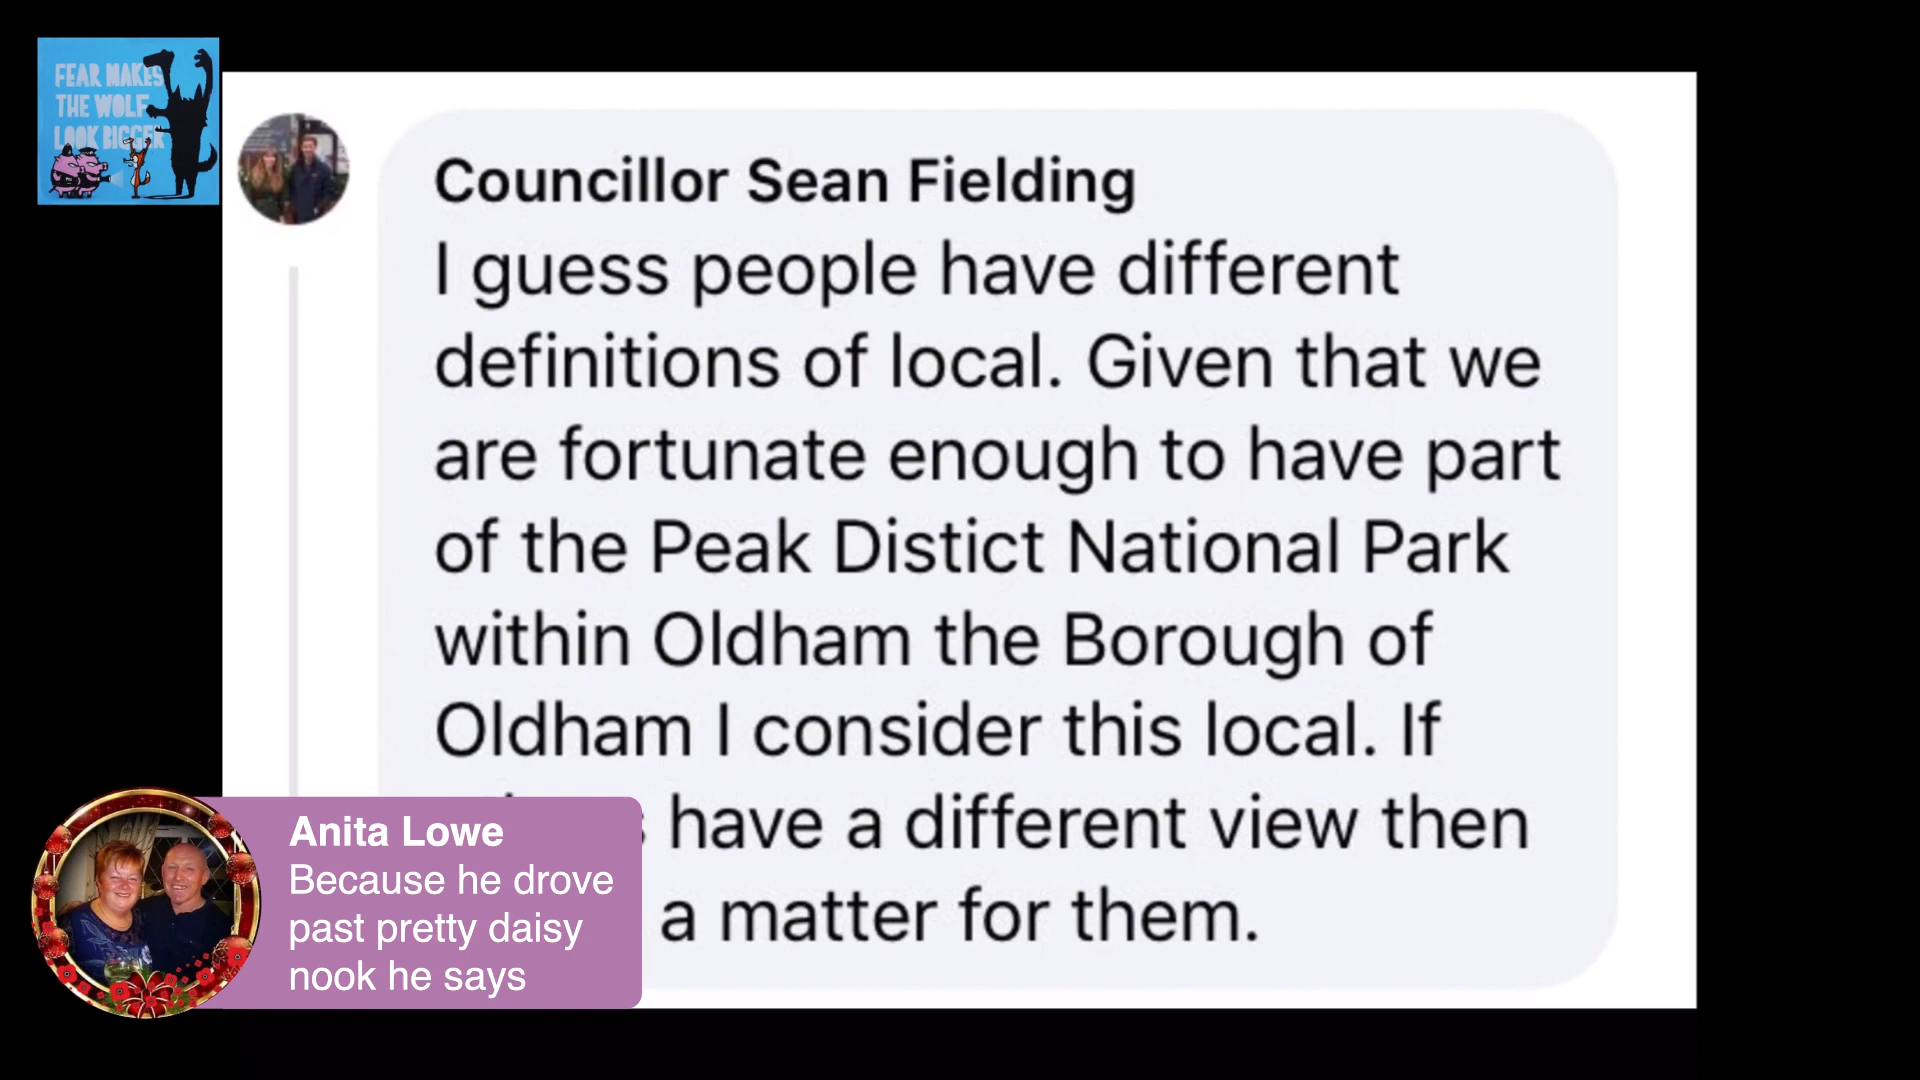 FEAR MAKES
THE WOLF
LOOK BIGGER
Councillor Sean Fielding
I guess people have different
definitions of local. Given that we
are fortunate enough to have part
of the Peak Distict National Park
within Oldham the Borough of
Oldham I consider this local. If
have a different view then
a matter for them.
Anita Lowe
Because he drove
past pretty daisy
nook he says